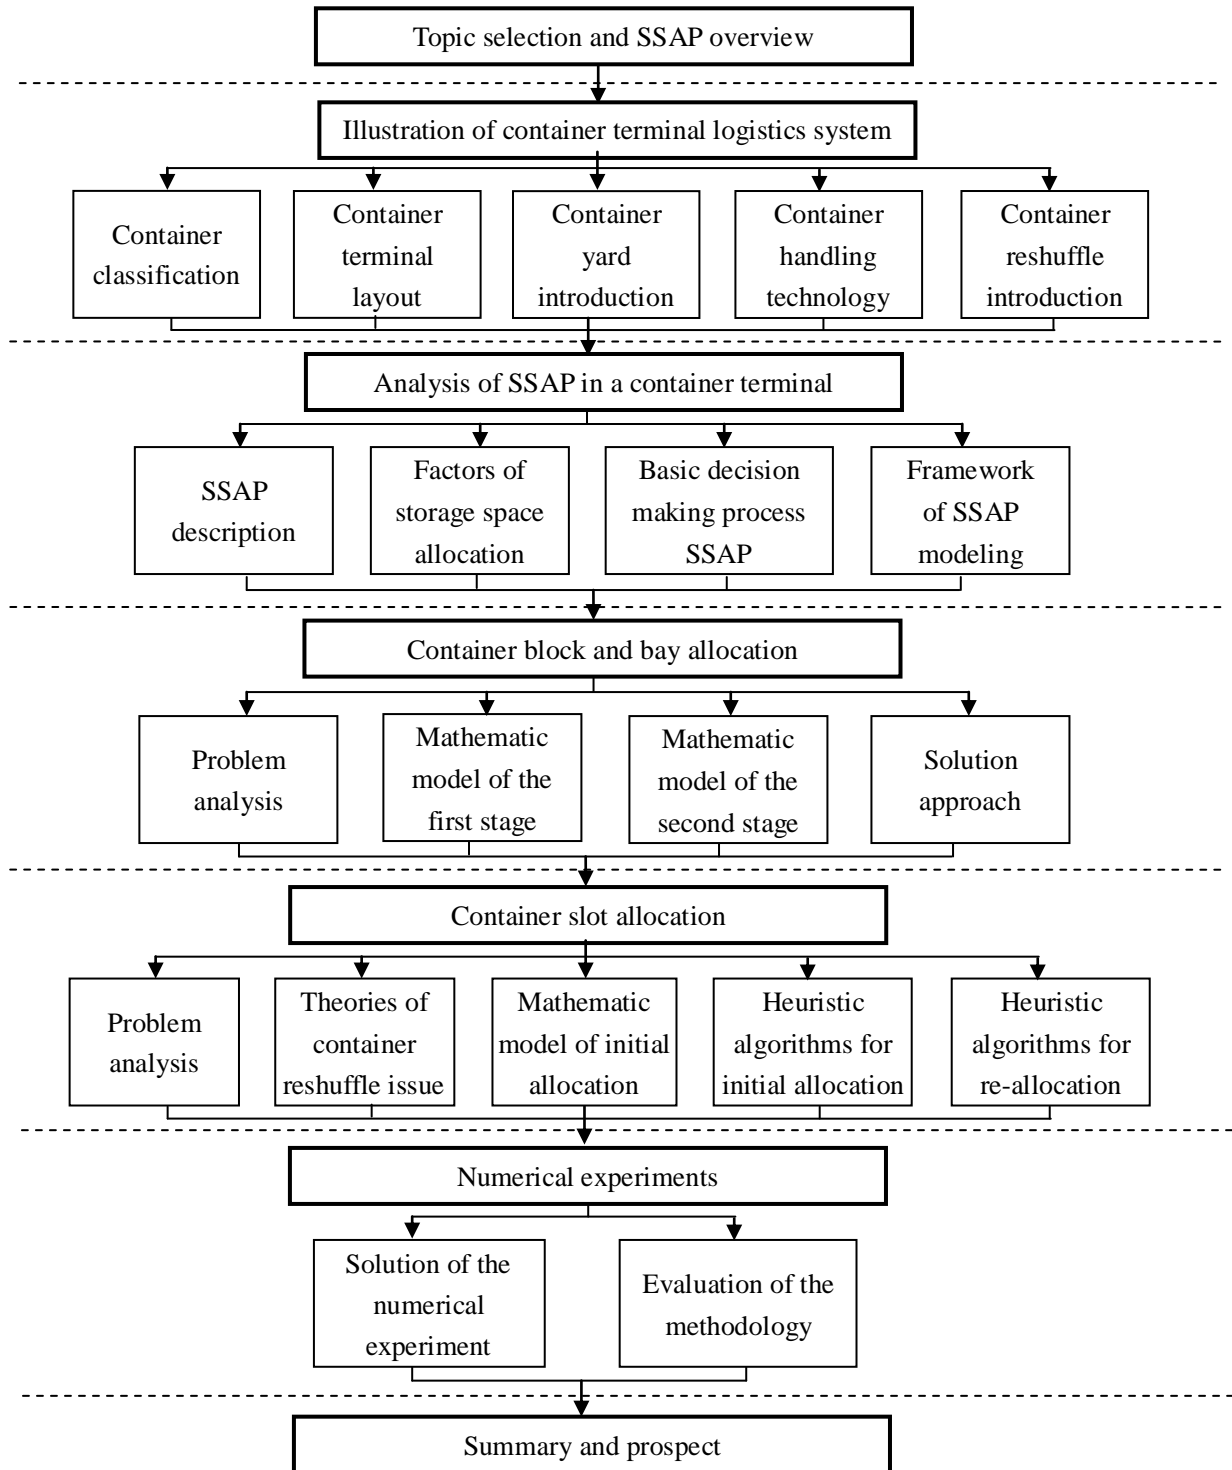 Topic selection and SSAP overview
Illustration of container terminal logistics system
Container
classification
Container
terminal
layout
Container
yard
introduction
Container
handling
technology
Container
reshuffle
introduction
Analysis of SSAP in a container terminal
SSAP
description
Factors of
storage space
allocation
Basic decision
making process
SSAP
Framework
of SSAP
modeling
Container block and bay allocation
Problem
analysis
Mathematic
model of the
first stage
Mathematic
model of the
second stage
Solution
approach
Container slot allocation
Problem
analysis
Theories of
container
reshuffle issue
Mathematic
model of initial
allocation
Heuristic
algorithms for
initial allocation
Heuristic
algorithms for
re-allocation
Numerical experiments
Solution of the
numerical
experiment
Evaluation of the
methodology
Summary and prospect